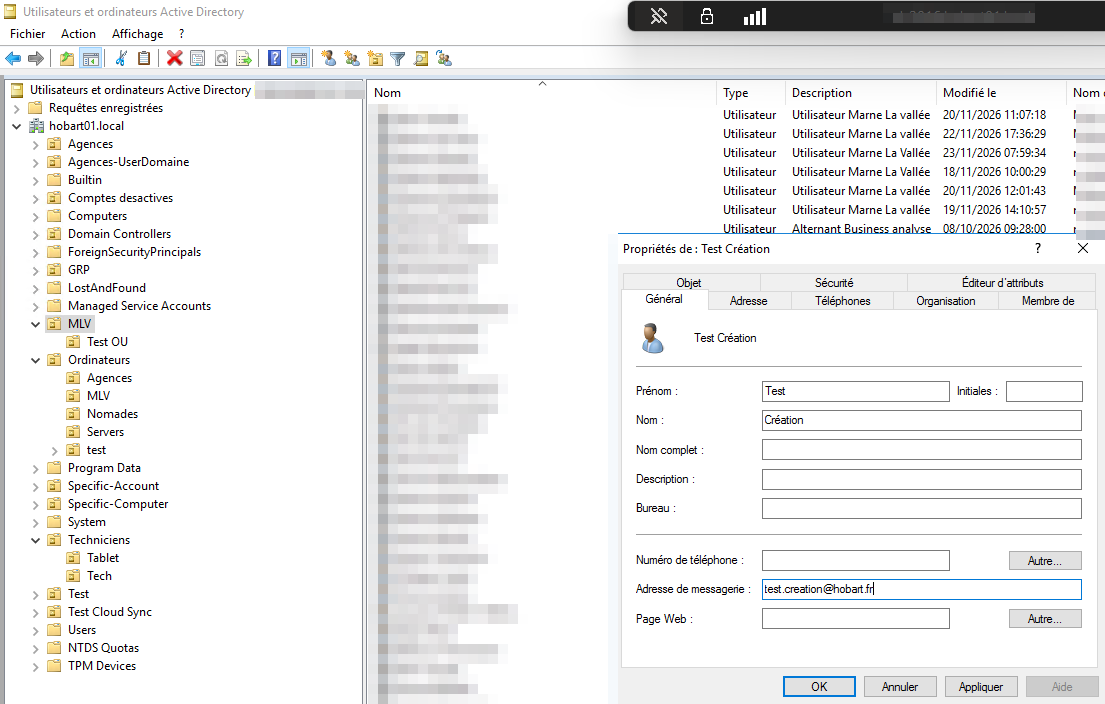 Utilisateurs et ordinateurs Active Directory
Fichier Action Affichage ?
Utilisateurs et ordinateurs Active Directory
Requêtes enregistrées
hobart01.local
Agences
Agences-UserDomaine
Builtin
Comptes desactives
Computers
Domain Controllers
ForeignSecurityPrincipals
GRP
LostAndFound
Managed Service Accounts
MLV
Test OU
Ordinateurs
Agences
MLV
Nomades
Servers
test
Program Data
Specific-Account
Specific-Computer
System
Techniciens
Tablet
Tech
Test
Test Cloud Sync
Users
NTDS Quotas
TPM Devices
Nom Type Description Modifié le Nom
Utilisateur Utilisateur Marne La vallée 20/11/2026 11:07:18
Utilisateur Utilisateur Marne La vallée 22/11/2026 17:36:29
Utilisateur Utilisateur Marne La Vallée 23/11/2026 07:59:34
Utilisateur Utilisateur Marne La vallée 18/11/2026 10:00:29
Utilisateur Utilisateur Marne La vallée 20/11/2026 12:01:43
Utilisateur Utilisateur Marne La vallée 19/11/2026 14:10:57
Utilisateur Alternant Business analyse 08/10/2026 09:28:00
Propriétés de : Test Création ?
Objet Sécurité Éditeur d'attributs
Général Adresse Téléphones Organisation Membre de
Test Création
Prénom : Test Initiales :
Nom : Création
Nom complet :
Description :
Bureau :
Numéro de téléphone : Autre...
Adresse de messagerie : test.creation@hobart.fr
Page Web : Autre...
OK Annuler Appliquer Aide